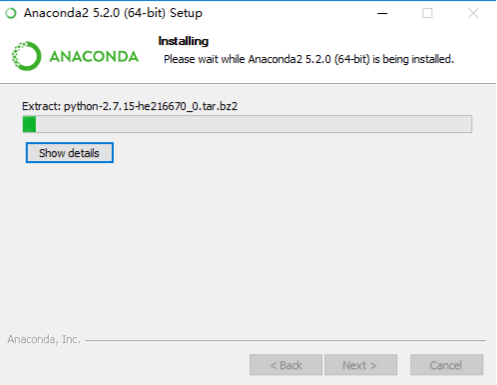 Anaconda2 5.2.0 (64-bit) Setup
ANACONDA
Installing
Please wait while Anaconda2 5.2.0 (64-bit) is being installed.
Extract: python-2.7.15-he216670_0.tar.bz2
Show details
Anaconda, Inc.
< Back Next > Cancel